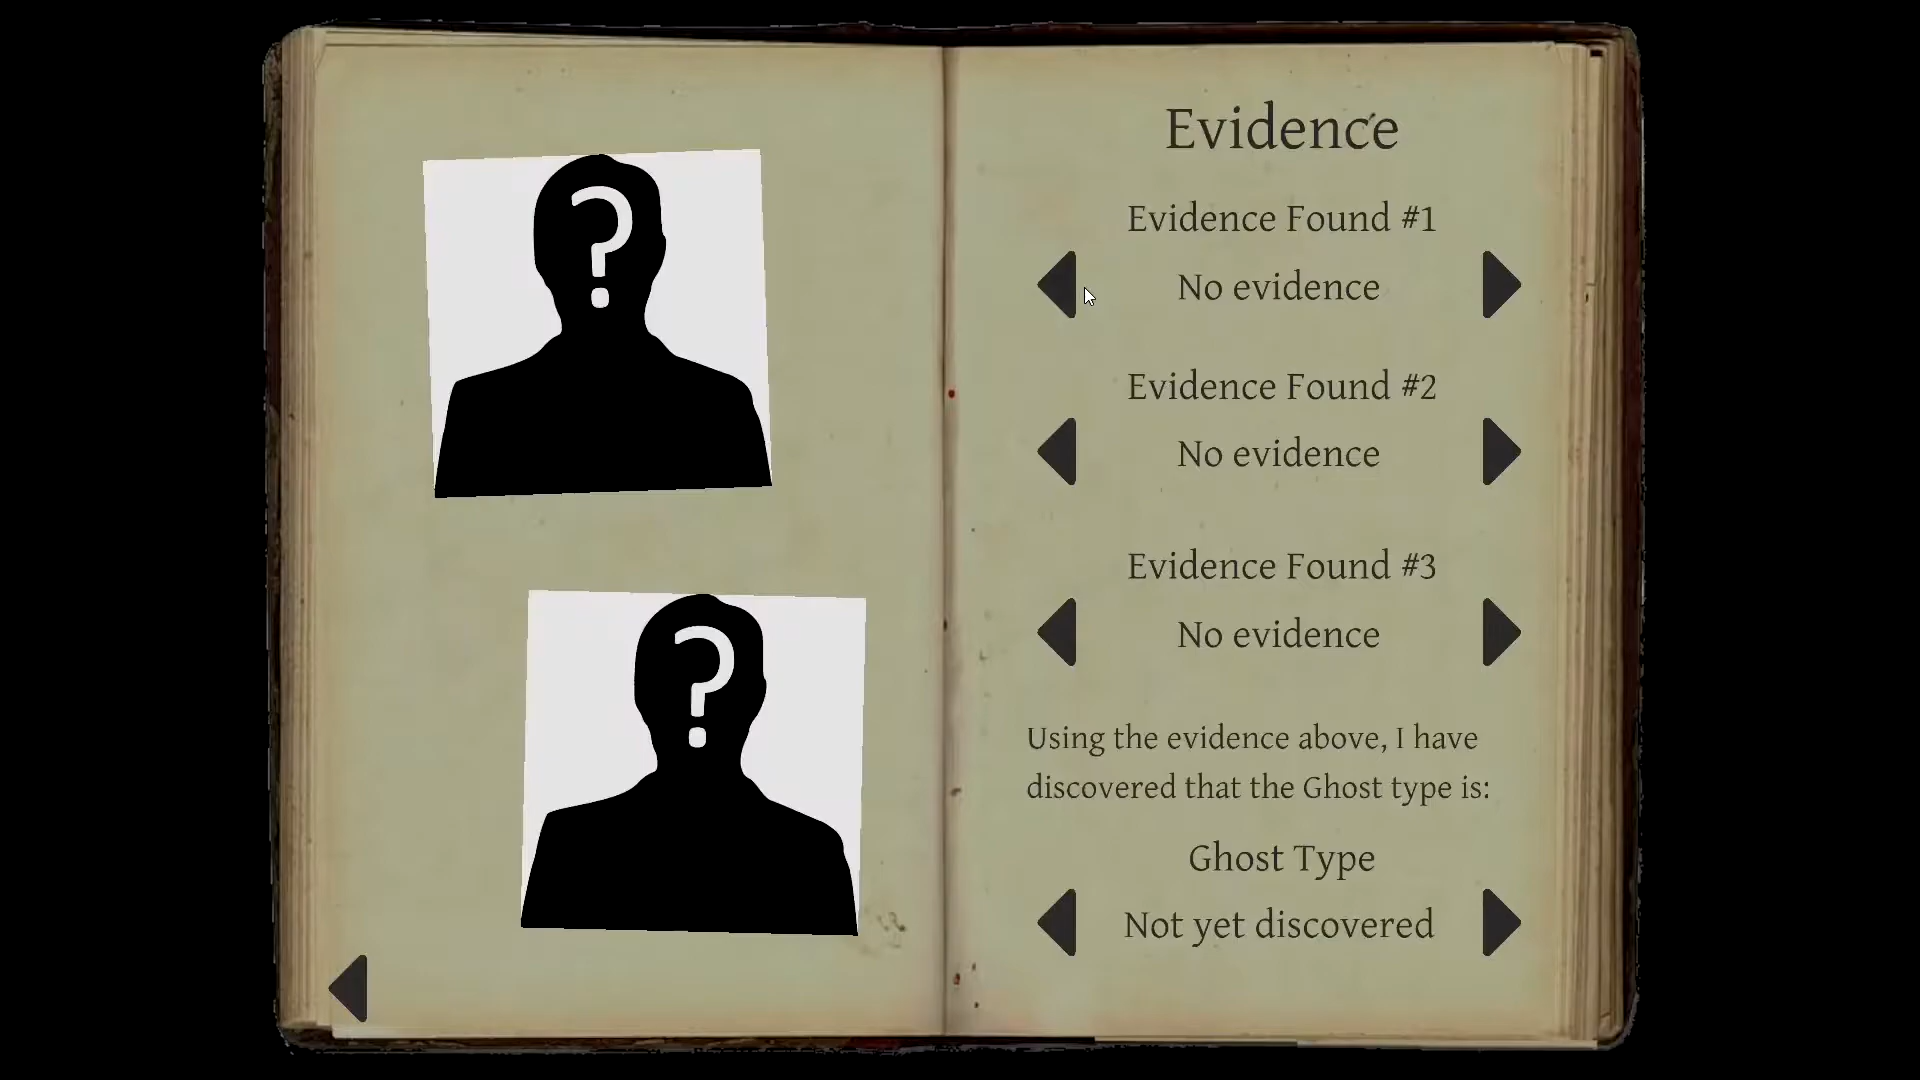 ?
?
Evidence
Evidence Found #1
No evidence
Evidence Found #2
No evidence
Evidence Found #3
No evidence
Using the evidence above, I have
discovered that the Ghost type is:
Ghost Type
Not yet discovered